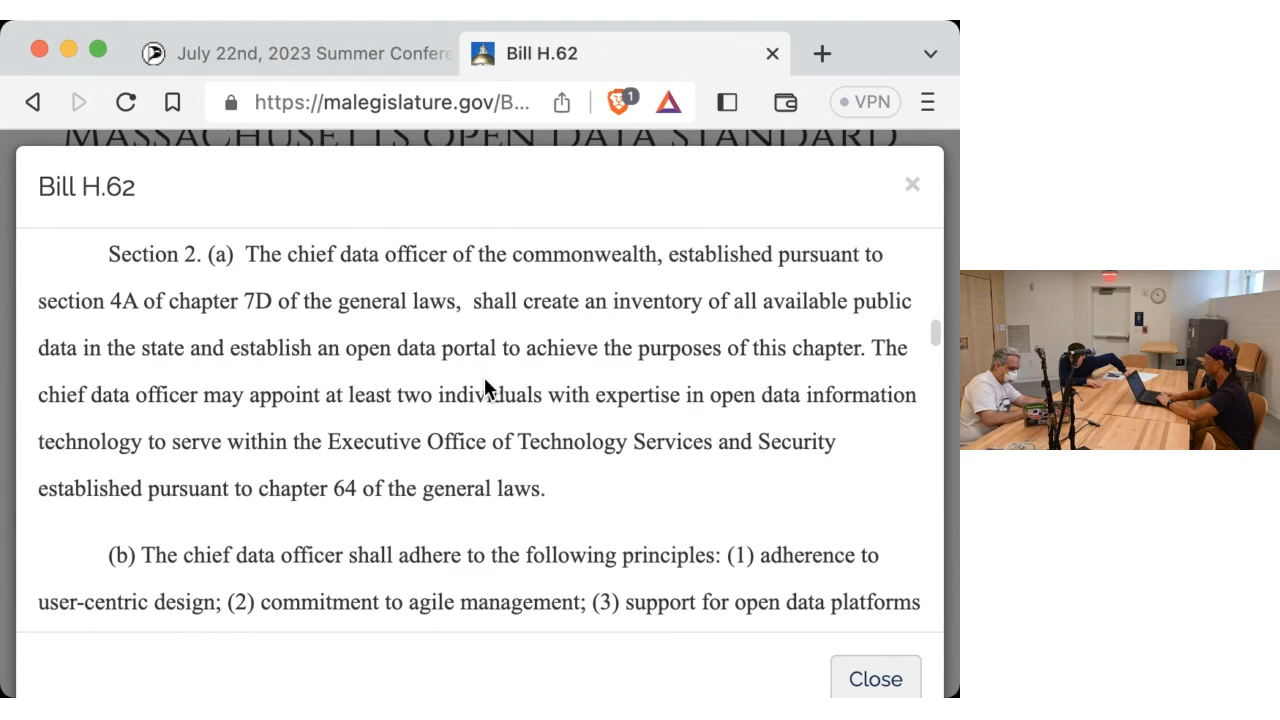 July 22nd, 2023 Summer Confere
Bill H.62
https://malegislature.gov/B...
1
VPN
MASSACHUSETTS OPEN DATA STANDARD
Bill H.62
Section 2. (a) The chief data officer of the commonwealth, established pursuant to
section 4A of chapter 7D of the general laws, shall create an inventory of all available public
data in the state and establish an open data portal to achieve the purposes of this chapter. The
chief data officer may appoint at least two individuals with expertise in open data information
technology to serve within the Executive Office of Technology Services and Security
established pursuant to chapter 64 of the general laws.
(b) The chief data officer shall adhere to the following principles: (1) adherence to
user-centric design; (2) commitment to agile management; (3) support for open data platforms
Close